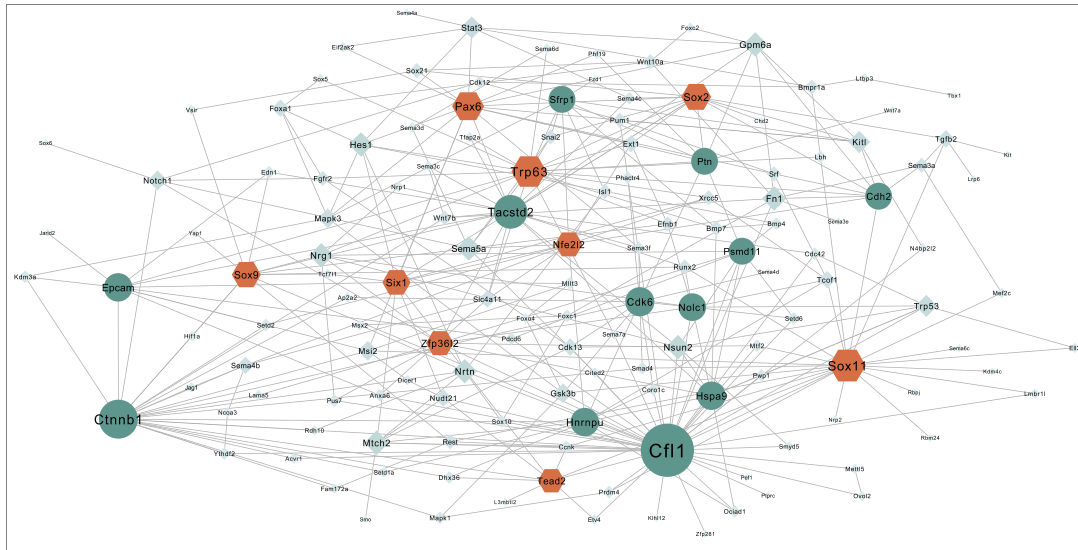 Sema4a
Stat3
Foxc2
Gpm6a
Eif2ak2
Sema6d
Phf19
Wnt10a
Sox21
Sox5
Cdk12
Fzd1
Bmpr1a
Ltbp3
Tbx1
Vsir
Foxa1
Pax6
Sfrp1
Sema4c
Sox2
Wnt7a
Pum1
Chd2
Sox6
Hes1
Sema3d
Tfap2a
Snai2
Ext1
Kitl
Tgfb2
Ptn
Lbh
Kit
Sema3a
Notch1
Edn1
Fgfr2
Sema3c
Trp63
Phactr4
Srf
Lrp6
Nrp1
Isl1
Xrcc5
Fn1
Cdh2
Mapk3
Wnt7b
Tacstd2
Efnb1
Bmp7
Bmp4
Sema3e
Jarid2
Yap1
Nrg1
Sema5a
Nfe2l2
Sema3f
Psmd11
Cdc42
N4bp2l2
Kdm3a
Epcam
Sox9
Tcf7l1
Six1
Mllt3
Runx2
Sema4d
Tcof1
Ap2a2
Slc4a11
Cdk6
Nolc1
Mef2c
Trp53
Hif1a
Setd2
Msx2
Foxo4
Foxc1
Setd6
Zfp36l2
Pdcd6
Sema7a
Msi2
Cdk13
Nsun2
Mtf2
Sema6c
Sema4b
Nrtn
Cited2
Smad4
Pwp1
Sox11
Kdm4c
Jag1
Lama5
Dicer1
Anxa6
Nudt21
Gsk3b
Coro1c
Hspa9
Rbpj
Lmbr1l
Pus7
Ctnnb1
Ncoa3
Rdh10
Sox10
Hnrnpu
Nrp2
Mtch2
Rest
Ccnk
Cfl1
Smyd5
Rbm24
Ythdf2
Acvr1
Setd1a
Dhx36
Tead2
Pef1
Mettl5
Fam172a
L3mbtl2
Prdm4
Ptprc
Ovol2
Smo
Mapk1
Etv4
Klhl12
Ociad1
Zfp281